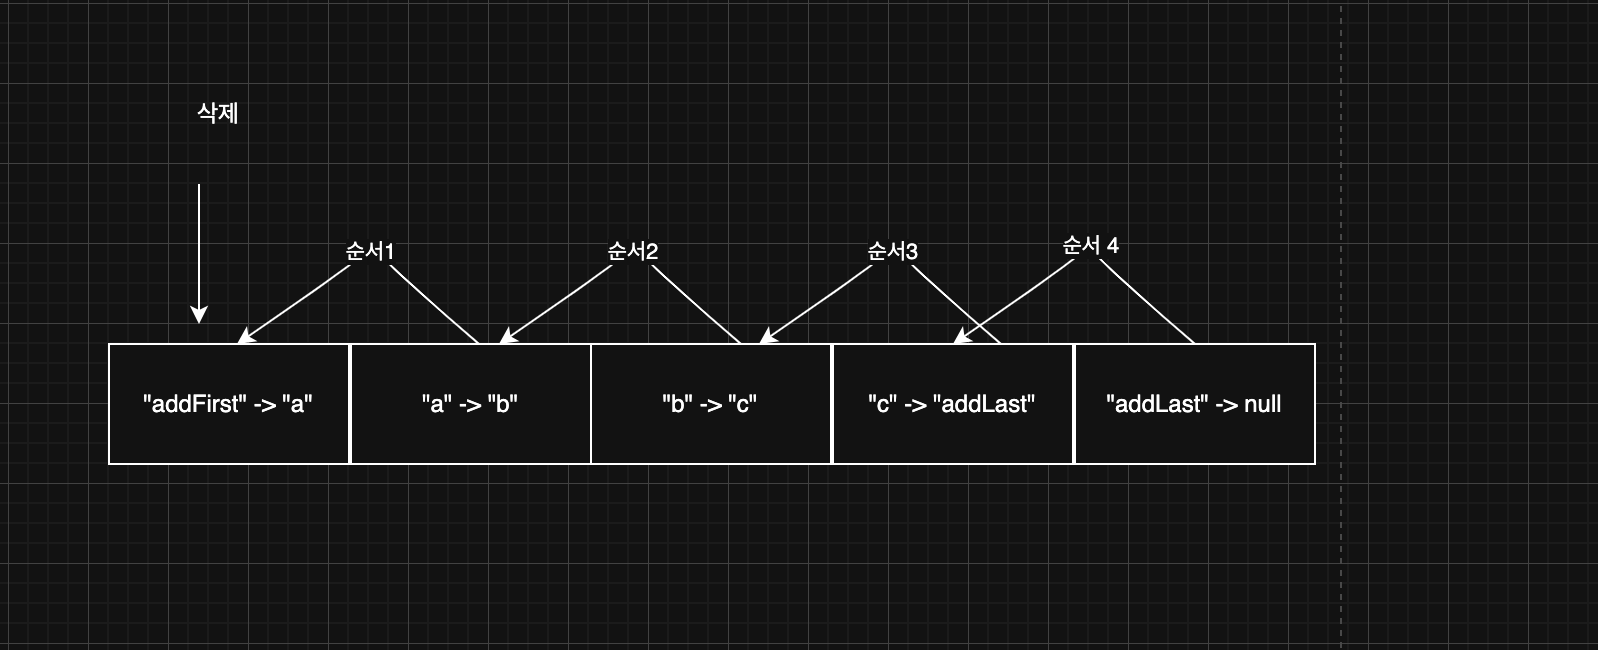 삭제
순서1
순서2
순서3
순서 4
"addFirst" -> "a"
"a" -> "b"
"b" -> "c"
"c" -> "addLast"
"addLast" -> null